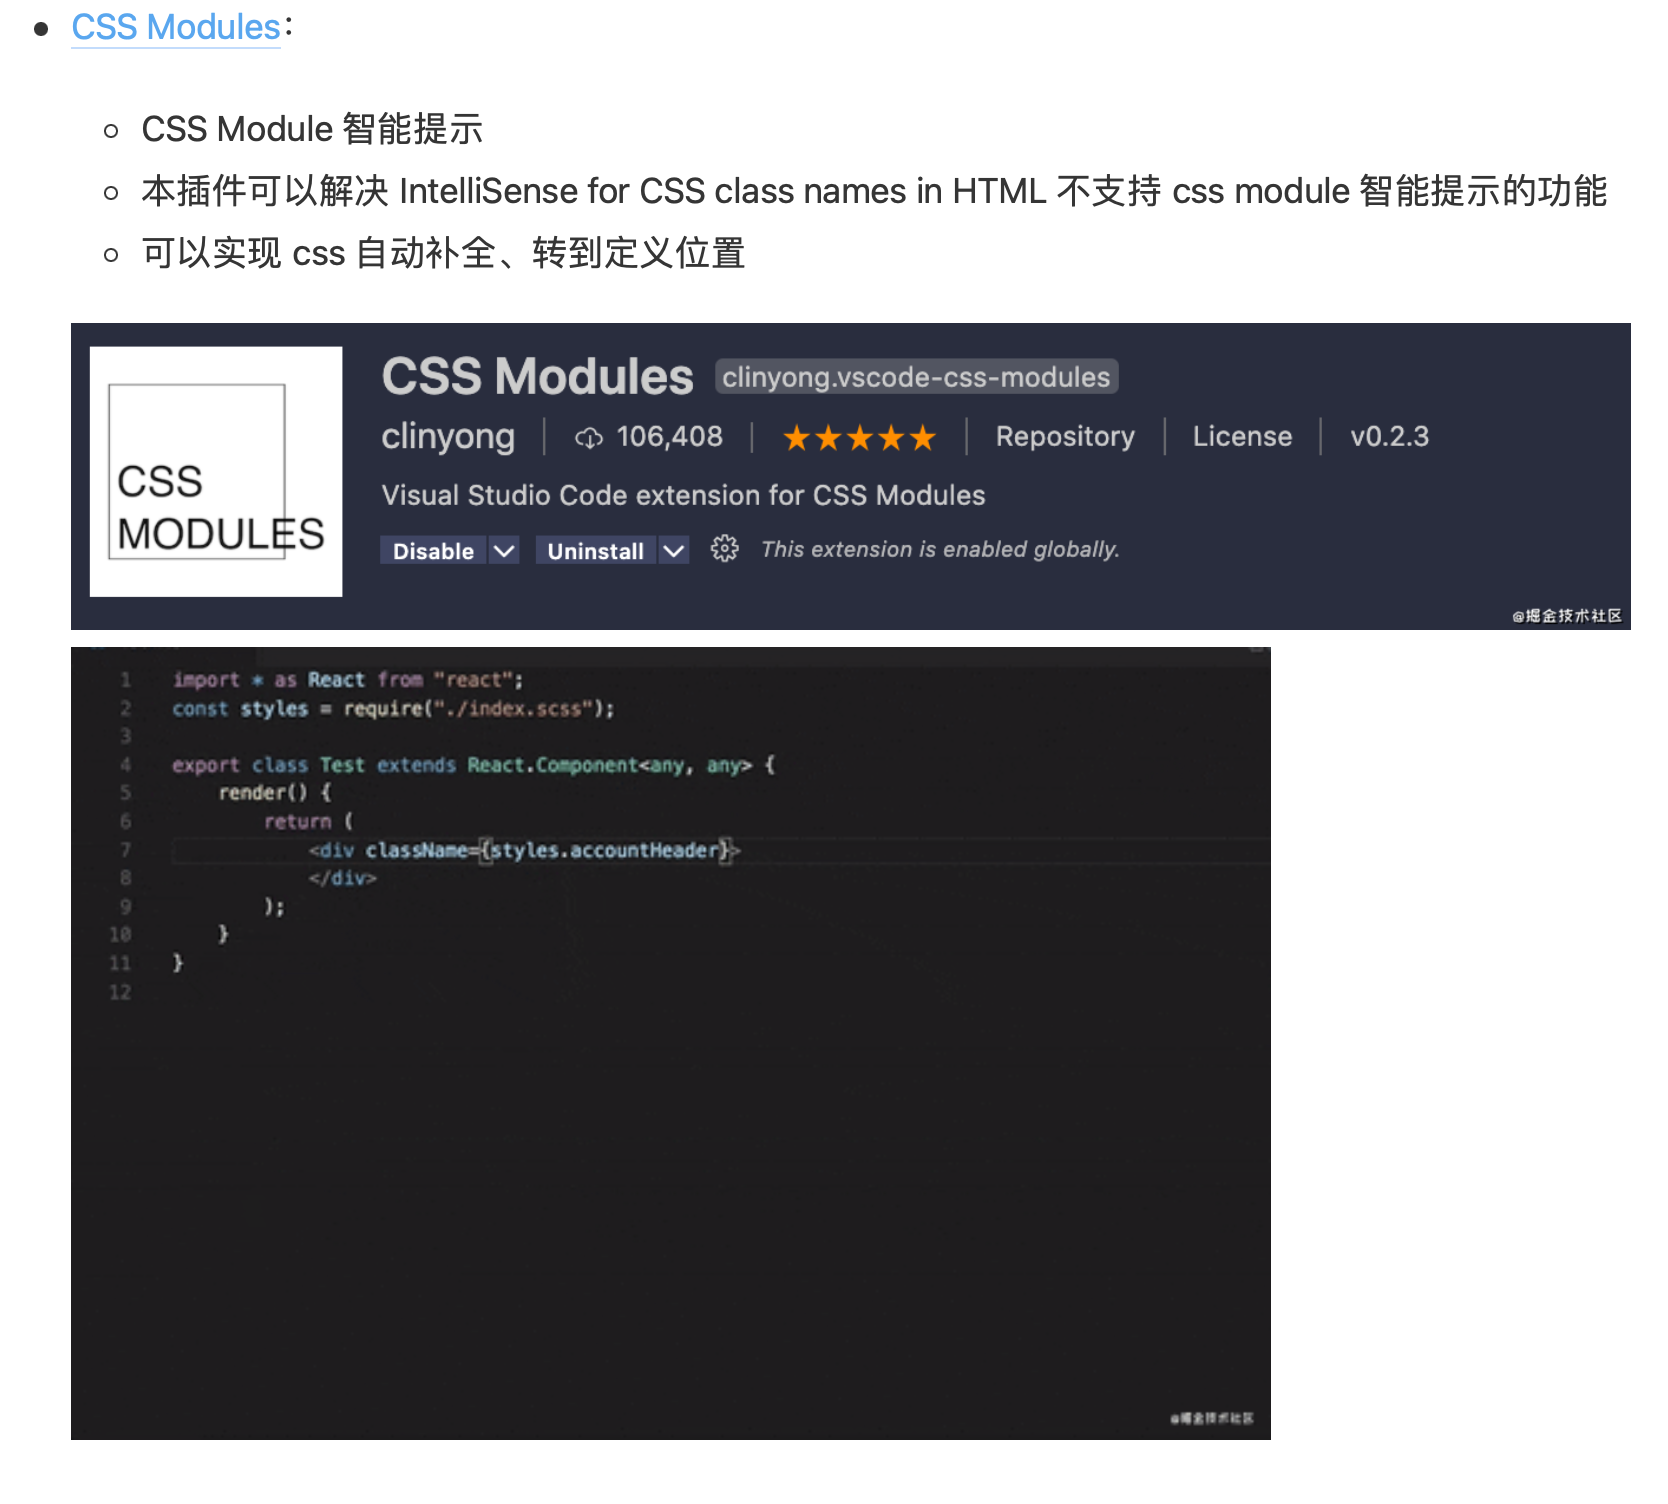 CSS Modules：
CSS Module 智能提示
本插件可以解决 IntelliSense for CSS class names in HTML 不支持 css module 智能提示的功能
可以实现 css 自动补全、转到定义位置
CSS MODULES
CSS Modules clinyong.vscode-css-modules
clinyong 106,408 Repository License v0.2.3
Visual Studio Code extension for CSS Modules
Disable Uninstall This extension is enabled globally.
@掘金技术社区
1 import * as React from "react";
2 const styles = require("./index.scss");
3
4 export class Test extends React.Component<any, any> {
5 render() {
6 return (
7 <div className={styles.accountHeader}>
8 </div>
9 );
10 }
11 }
12
@掘金技术社区